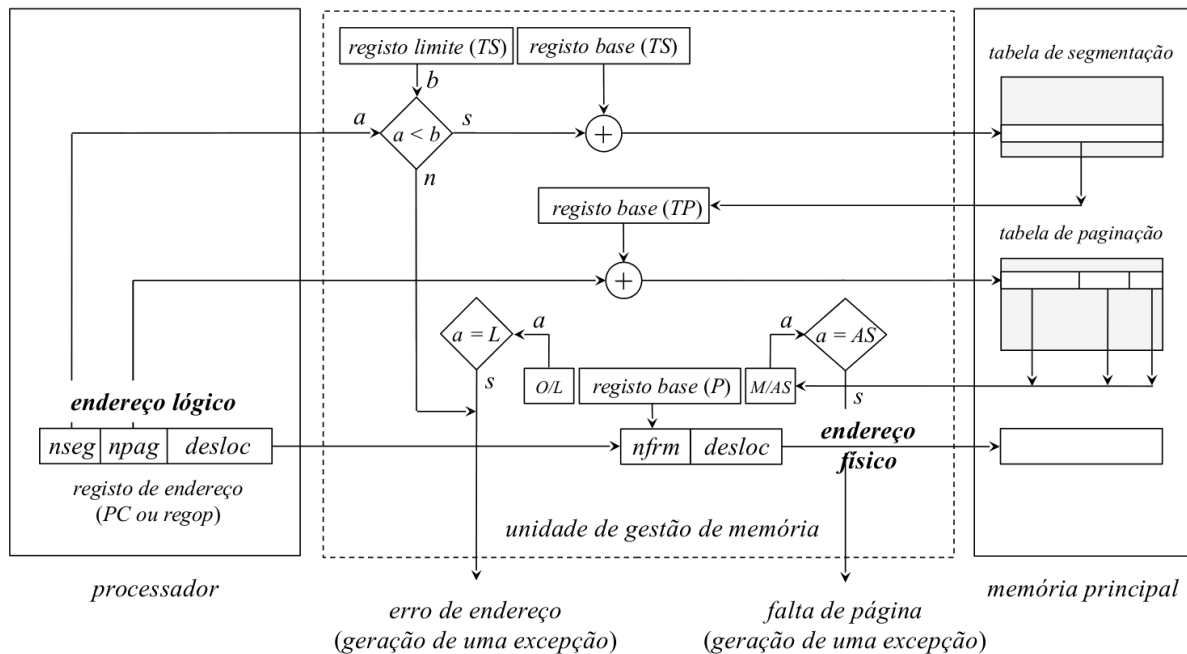 registo limite (TS)
registo base (TS)
tabela de segmentação
b
a
a < b
s
+
n
registo base (TP)
tabela de paginação
+
a = L
a
a
a = AS
s
O/L
registo base (P)
M/AS
s
endereço lógico
nseg
npag
desloc
nfrm
desloc
endereço
físico
registo de endereço
(PC ou regop)
unidade de gestão de memória
processador
memória principal
erro de endereço
(geração de uma excepção)
falta de página
(geração de uma excepção)